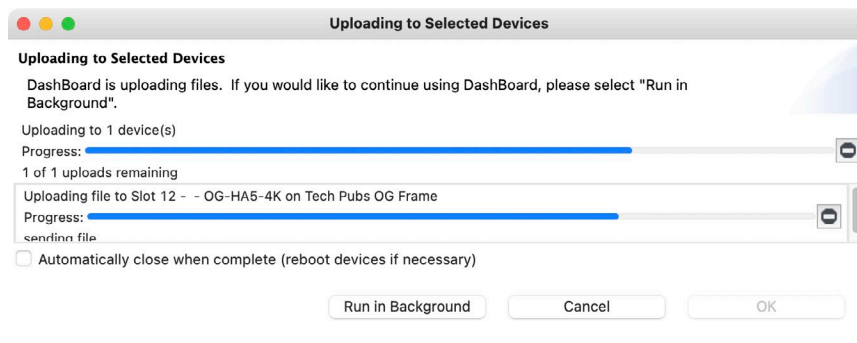 Uploading to Selected Devices
Uploading to Selected Devices
DashBoard is uploading files.  If you would like to continue using DashBoard, please select "Run in
Background".
Uploading to 1 device(s)
Progress:
1 of 1 uploads remaining
Uploading file to Slot 12 -  - OG-HA5-4K on Tech Pubs OG Frame
Progress:
sending file
Automatically close when complete (reboot devices if necessary)
Run in Background Cancel OK